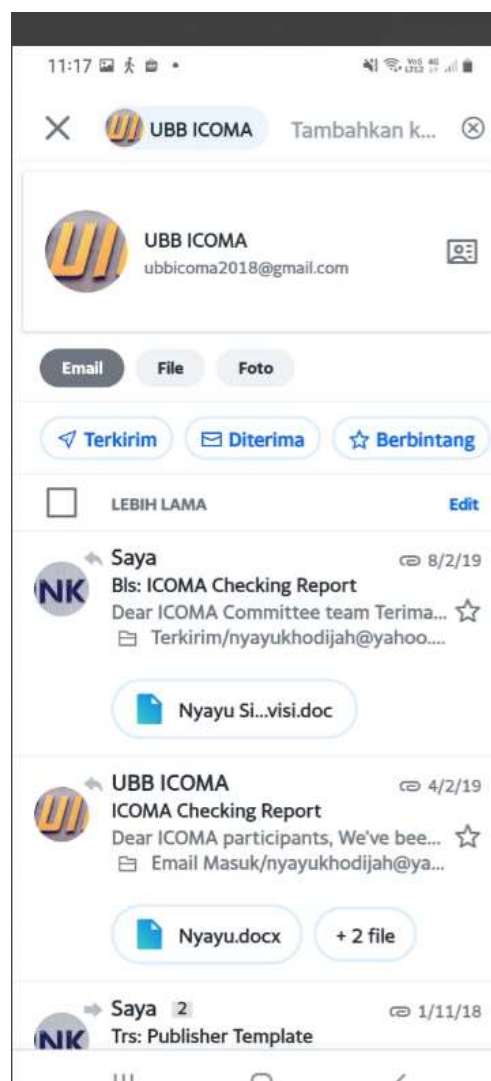 11:17
UBB ICOMA Tambahkan k...
UBB ICOMA
ubbicoma2018@gmail.com
Email File Foto
Terkirim Diterima Berbintang
LEBIH LAMA Edit
Saya 8/2/19
NK Bls: ICOMA Checking Report
Dear ICOMA Committee team Terima...
Terkirim/nyayukhodijah@yahoo....
Nyayu Si...visi.doc
UBB ICOMA 4/2/19
ICOMA Checking Report
Dear ICOMA participants, We've bee...
Email Masuk/nyayukhodijah@ya...
Nyayu.docx + 2 file
Saya 2 1/11/18
NK Trs: Publisher Template